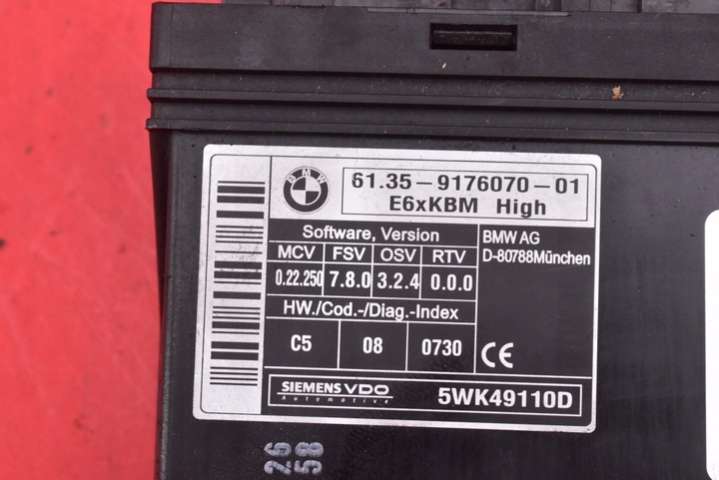 BMW
61.35-9176070-01
E6xKBM High
Software, Version
MCV FSV OSV RTV
0.22.250 7.8.0 3.2.4 0.0.0
HW./Cod.-/Diag.-Index
C5 08 0730
BMW AG
D-80788München
CE
SIEMENS VDO
Automotive
5WK49110D
26
58